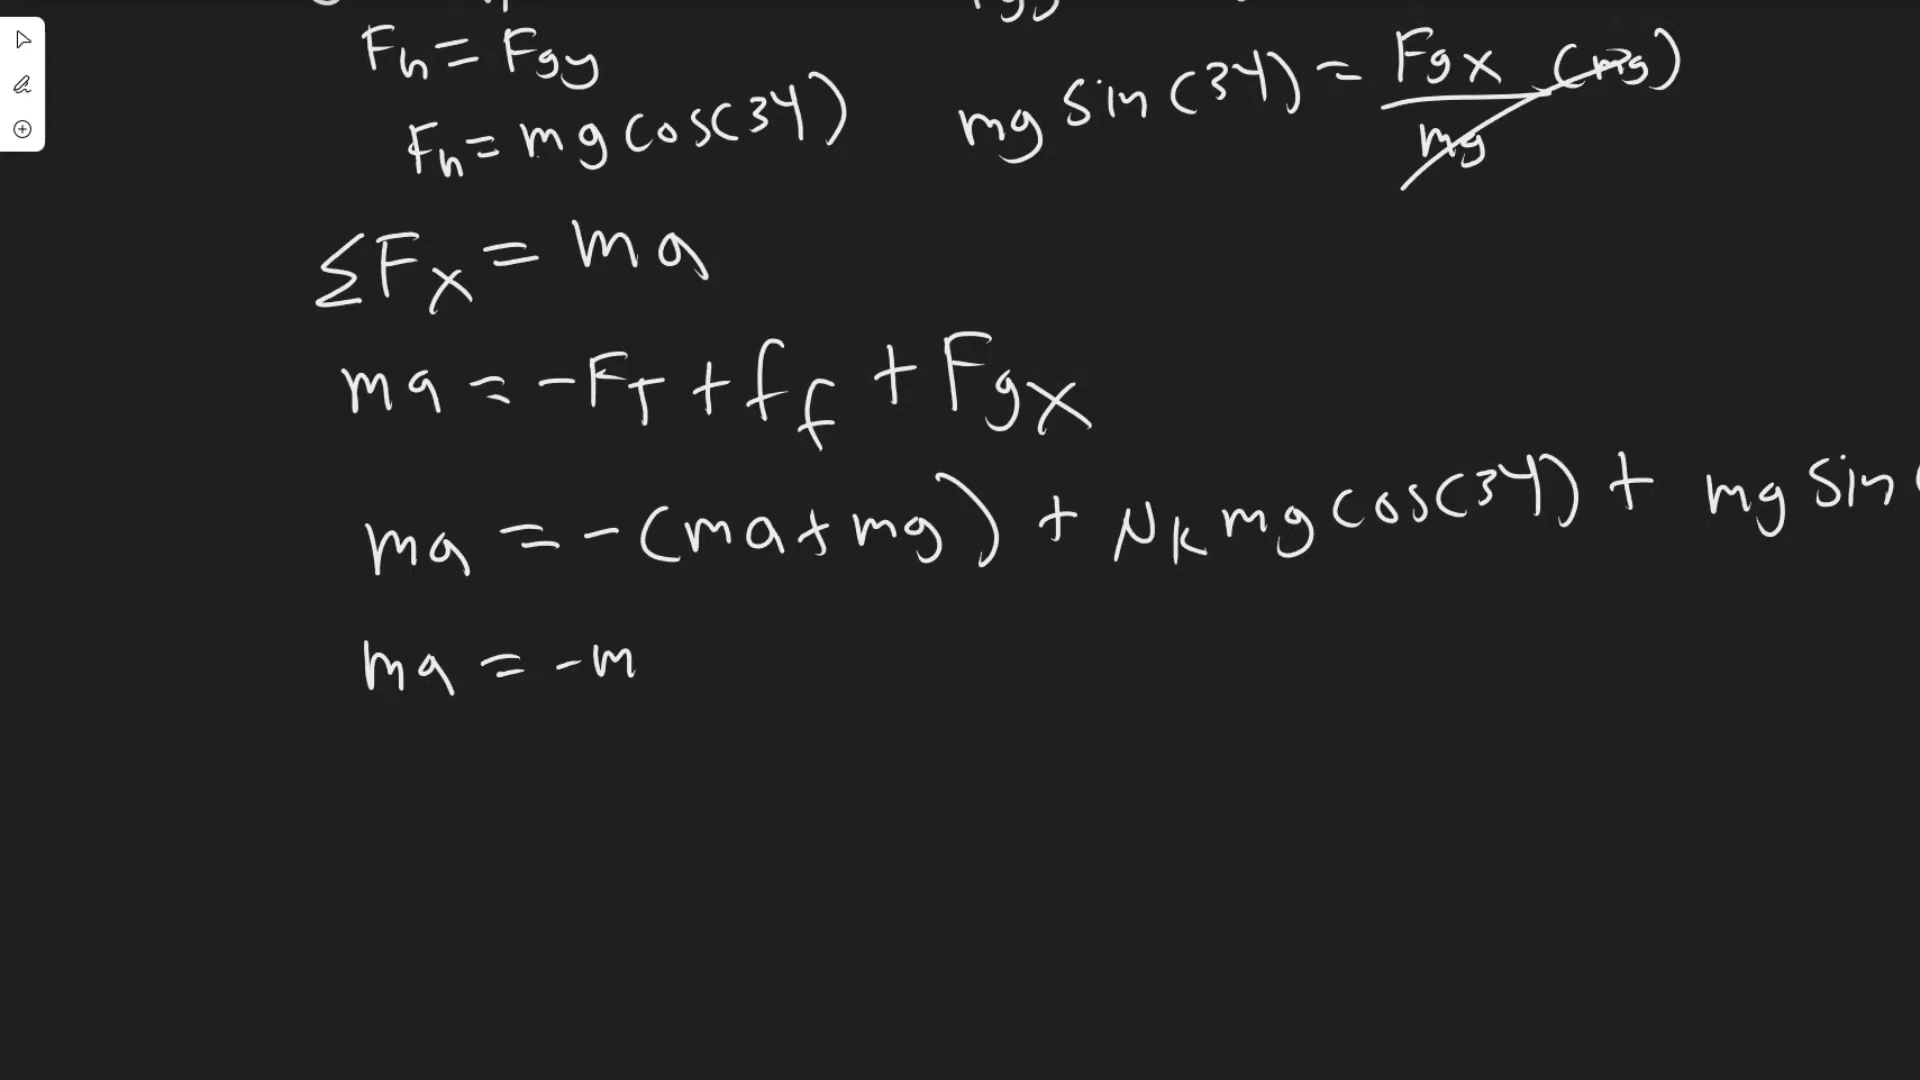 Fn = Fgy
Fn = mg cos(34)
mg sin(34) = Fgx (mg)
mg
ΣFx = ma
ma = -FT + ff + Fgx
ma = -(ma + mg) + Nk mg cos(34) + mg sin(
ma = -m